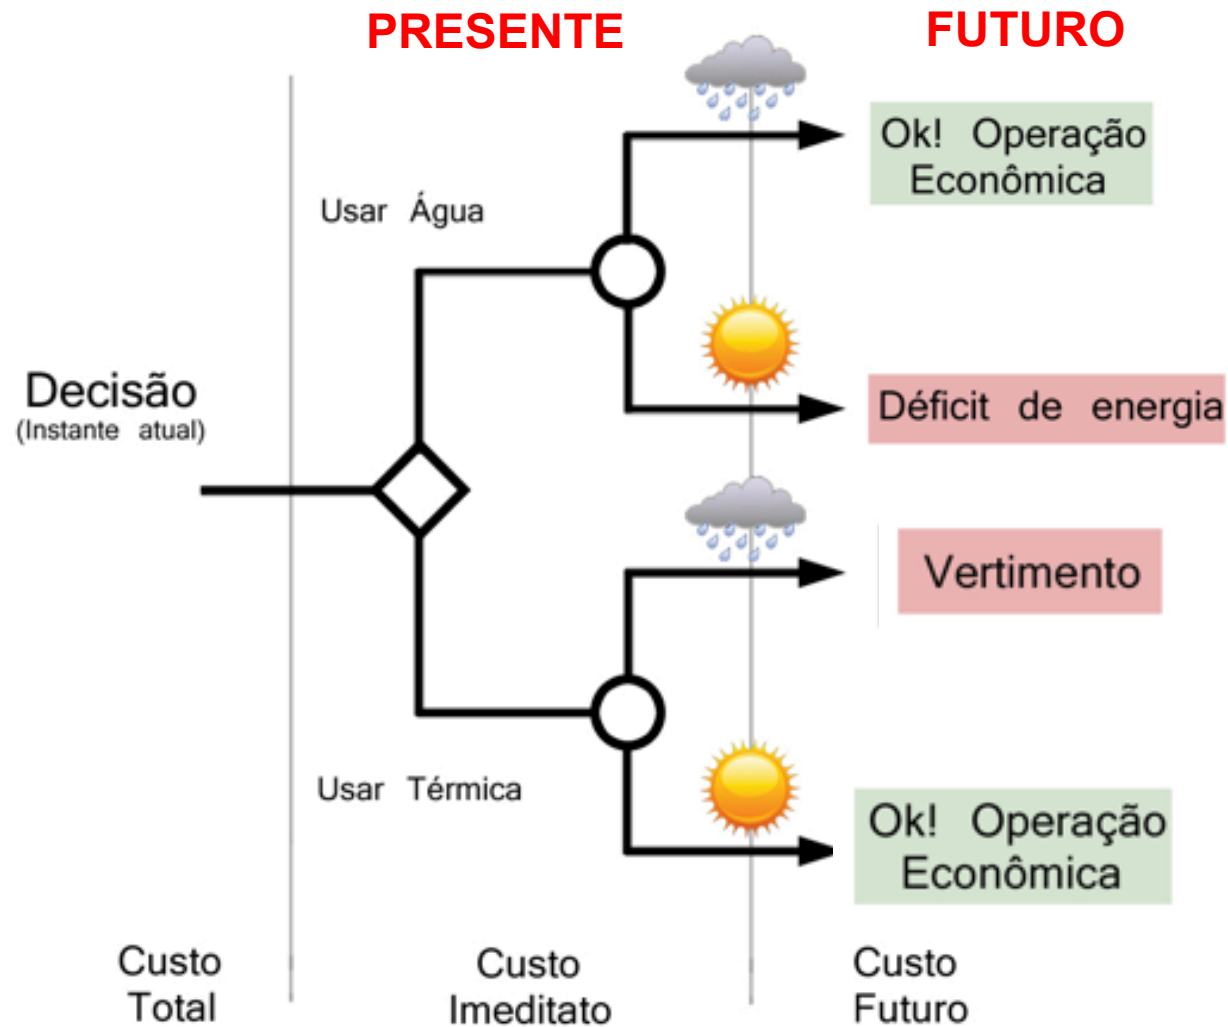 PRESENTE
FUTURO
Ok! Operação
Econômica
Usar Água
Decisão
(Instante atual)
Déficit de energia
Vertimento
Usar Térmica
Ok! Operação
Econômica
Custo
Total
Custo
Imeditato
Custo
Futuro